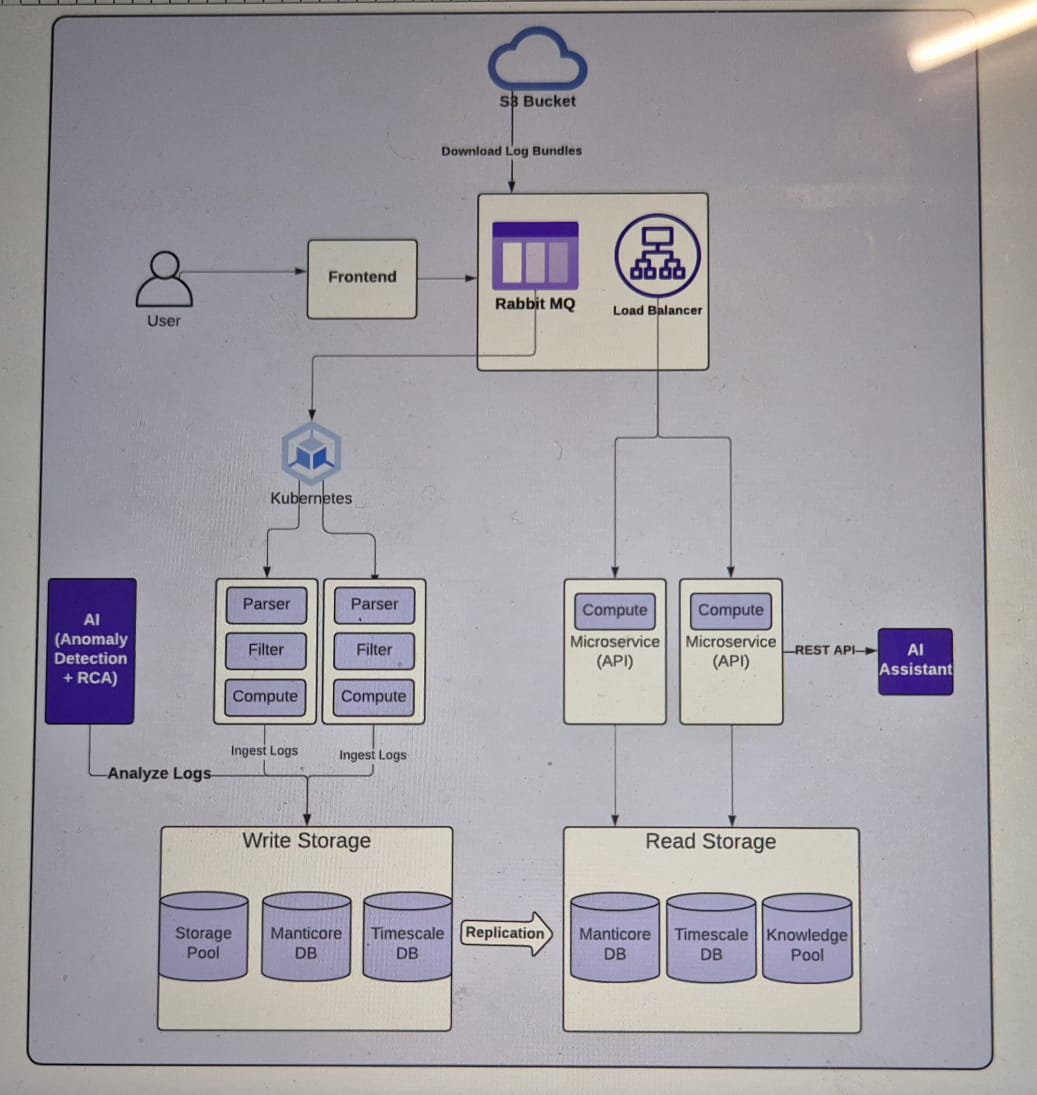 S3 Bucket
Download Log Bundles
Rabbit MQ
Load Balancer
Frontend
User
Kubernetes
AI
(Anomaly
Detection
+ RCA)
Parser
Filter
Compute
Parser
Filter
Compute
Compute
Microservice
(API)
Compute
Microservice
(API)
REST API
AI
Assistant
Ingest Logs
Ingest Logs
Analyze Logs
Write Storage
Storage
Pool
Manticore
DB
Timescale
DB
Replication
Read Storage
Manticore
DB
Timescale
DB
Knowledge
Pool